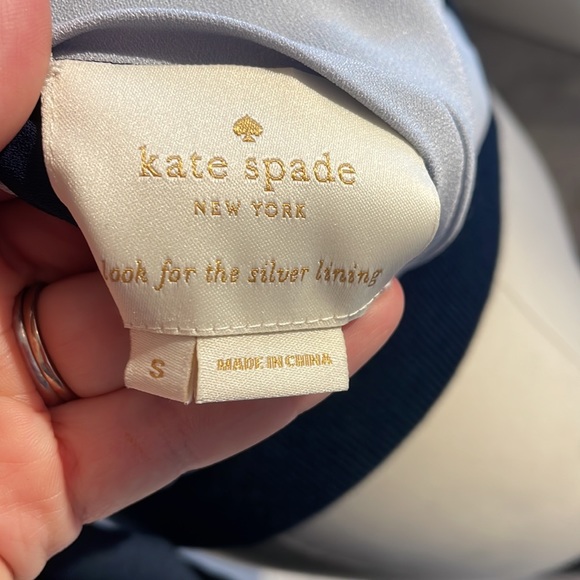 kate spade
NEW YORK
look for the silver lining
S
MADE IN CHINA